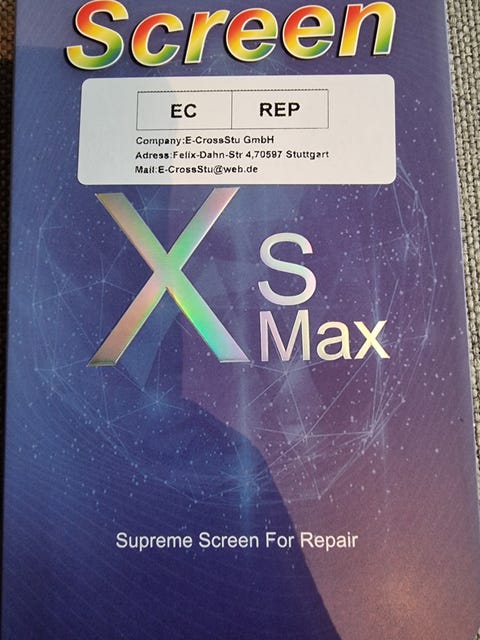 Screen
EC REP
Company:E-CrossStu GmbH
Adress:Felix-Dahn-Str 4,70597 Stuttgart
Mail:E-CrossStu@web.de
X S
Max
Supreme Screen For Repair